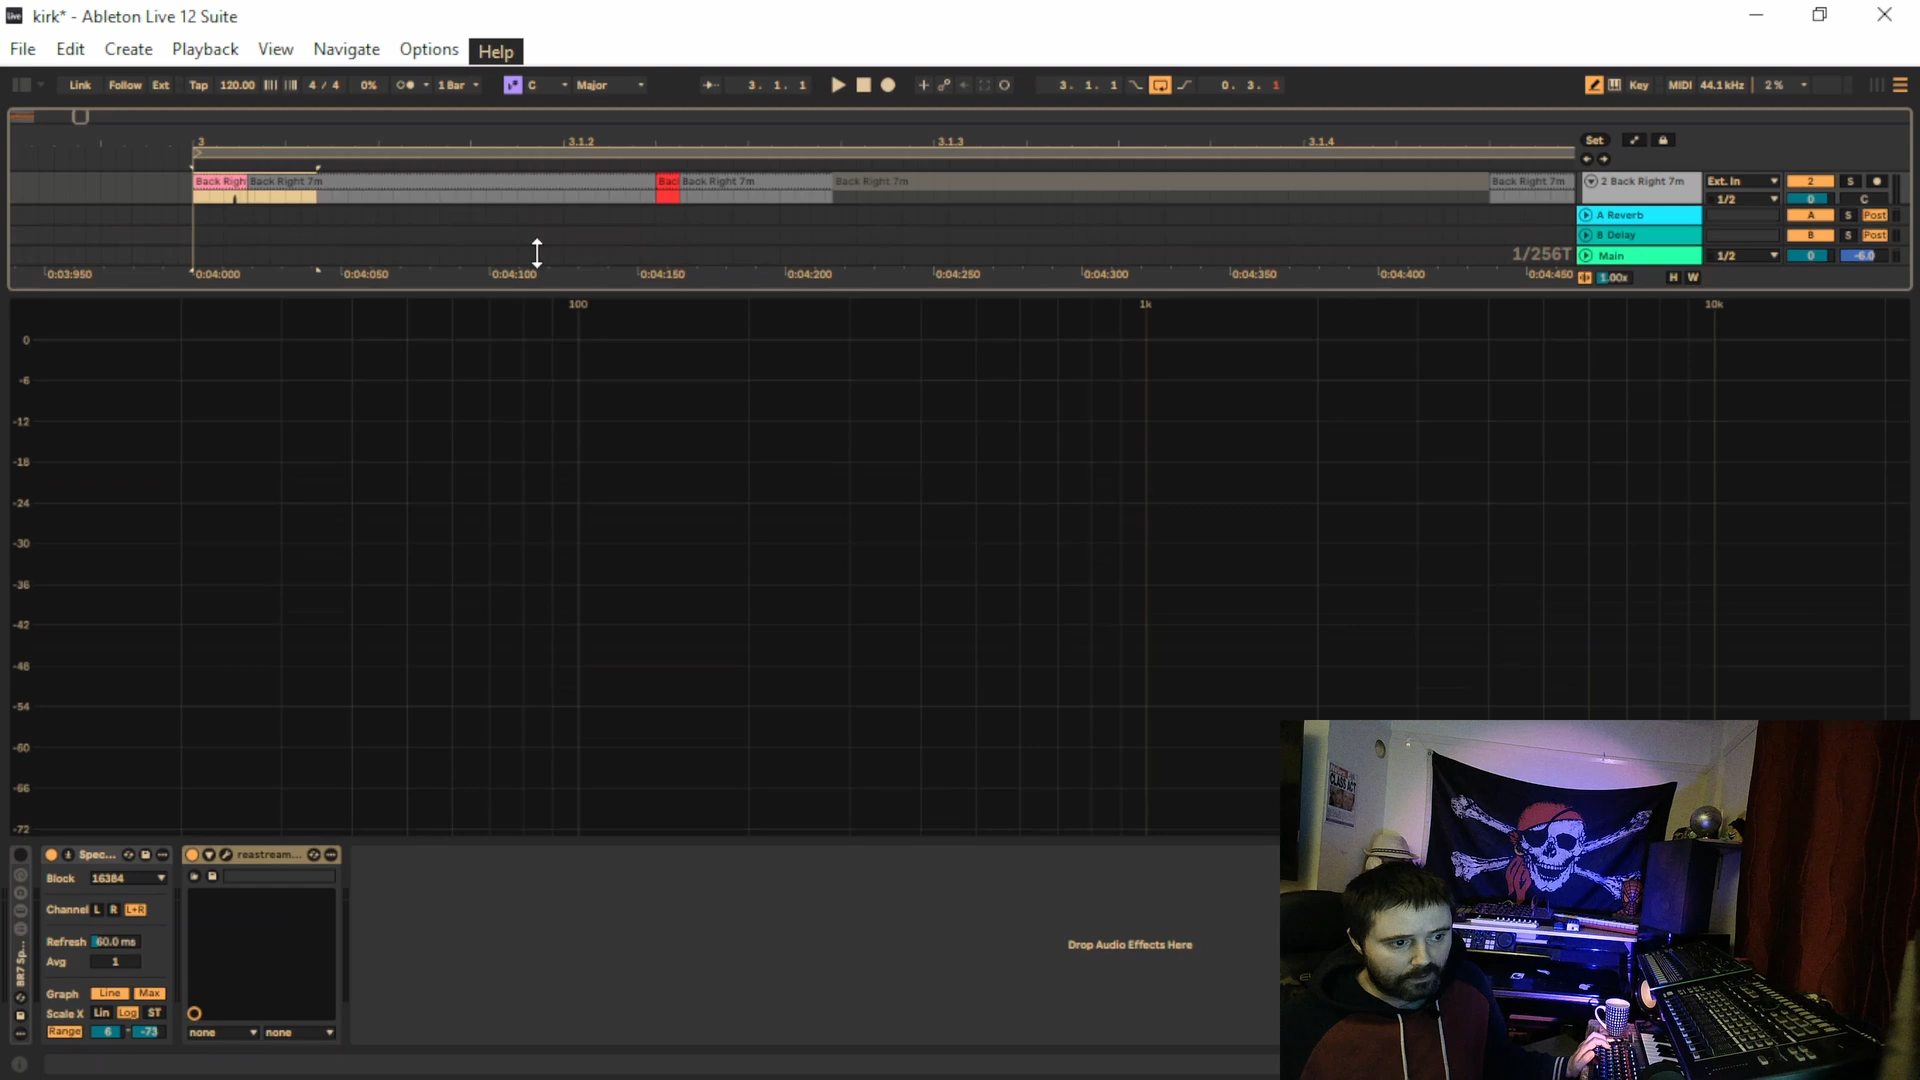 kirk* - Ableton Live 12 Suite
File Edit Create Playback View Navigate Options Help
Link Follow Ext Tap 120.00 4 / 4 0% 1 Bar C Major 3. 1. 1 3. 1. 1 0. 3. 1 Key MIDI 44.1 kHz 2 %
3 3.1.2 3.1.3 3.1.4 Set
Back Righ Back Right 7m Bac Back Right 7m Back Right 7m Back Right 7m 2 Back Right 7m Ext. In 2 S
1/2 0 C
A Reverb A S Post
B Delay B S Post
1/256T Main 1/2 0 -6.0
0:03:950 0:04:000 0:04:050 0:04:100 0:04:150 0:04:200 0:04:250 0:04:300 0:04:350 0:04:400 0:04:450 1.00x H W
100 1k 10k
0
-6
-12
-18
-24
-30
-36
-42
-48
-54
-60
-66
-72
CLASS ACT
Spec... reastream...
Block 16384
Channel L R L+R
Refresh 60.0 ms
Avg 1
Graph Line Max
Scale X Lin Log ST
Range 6 - -73
none none
BR7 Sp...
Drop Audio Effects Here